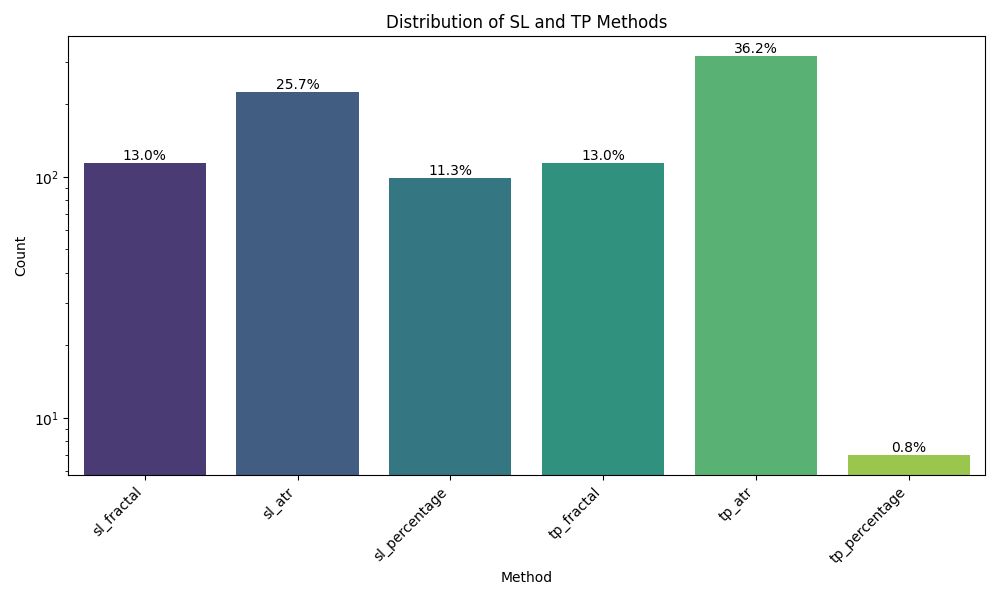 Distribution of SL and TP Methods
36.2%
25.7%
13.0%
13.0%
11.3%
0.8%
10²
10¹
Count
sl_fractal
sl_atr
sl_percentage
tp_fractal
tp_atr
tp_percentage
Method